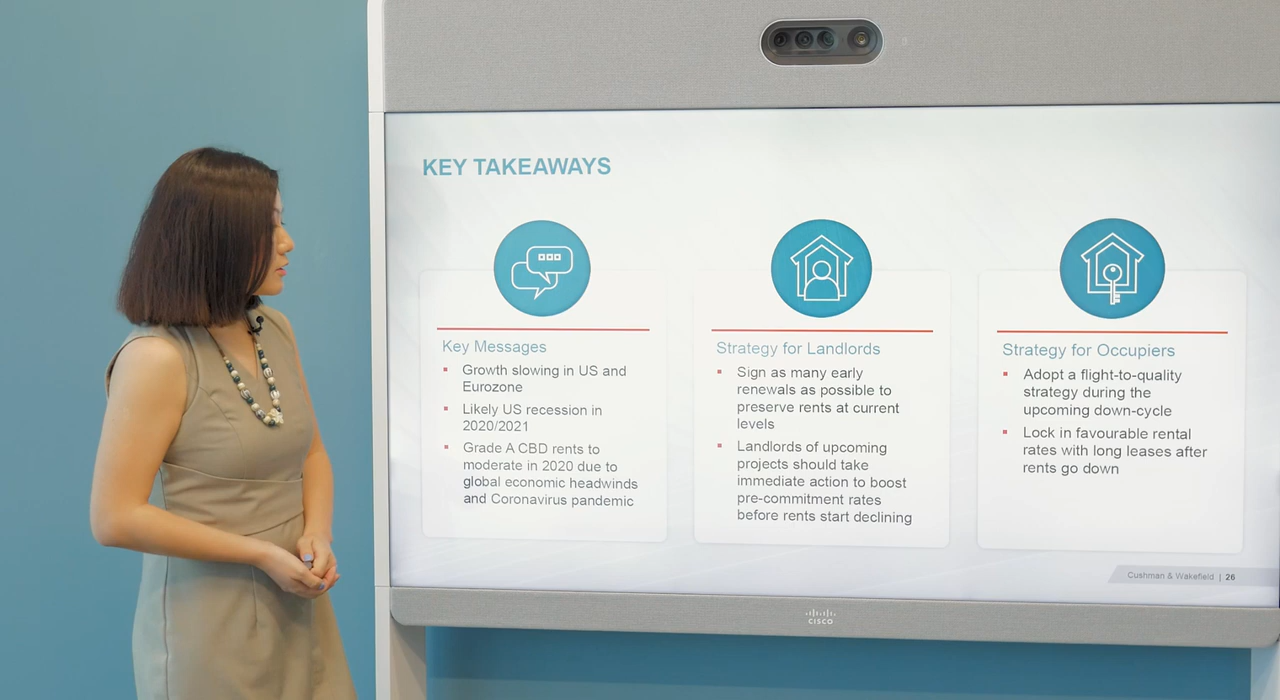 KEY TAKEAWAYS
Key Messages
Growth slowing in US and
Eurozone
Likely US recession in
2020/2021
Grade A CBD rents to
moderate in 2020 due to
global economic headwinds
and Coronavirus pandemic
Strategy for Landlords
Sign as many early
renewals as possible to
preserve rents at current
levels
Landlords of upcoming
projects should take
immediate action to boost
pre-commitment rates
before rents start declining
Strategy for Occupiers
Adopt a flight-to-quality
strategy during the
upcoming down-cycle
Lock in favourable rental
rates with long leases after
rents go down
Cushman & Wakefield | 26
CISCO